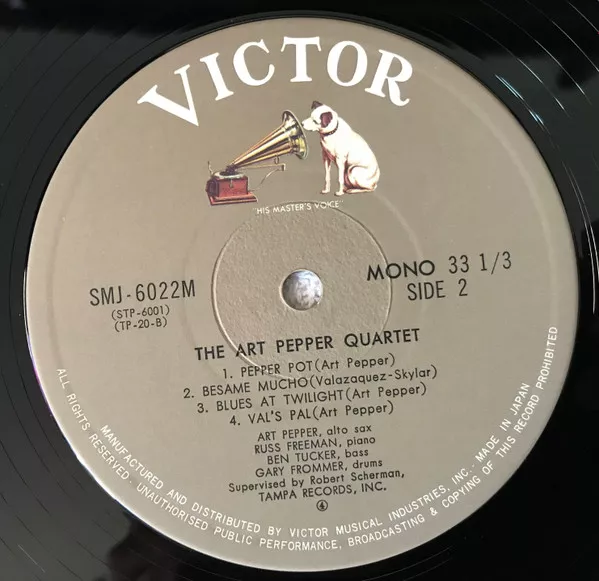 VICTOR
"HIS MASTER'S VOICE"
SMJ-6022M
(STP-6001)
(TP-20-B)
MONO 33 1/3
SIDE 2
THE ART PEPPER QUARTET
1. PEPPER POT(Art Pepper)
2. BESAME MUCHO(Valazaquez-Skylar)
3. BLUES AT TWILIGHT(Art Pepper)
4. VAL'S PAL(Art Pepper)
ART PEPPER, alto sax
RUSS FREEMAN, piano
BEN TUCKER, bass
GARY FROMMER, drums
Supervised by Robert Scherman,
TAMPA RECORDS, INC.
④
MANUFACTURED AND DISTRIBUTED BY VICTOR MUSICAL INDUSTRIES, INC. - MADE IN JAPAN
ALL RIGHTS RESERVED. UNAUTHORISED PUBLIC PERFORMANCE, BROADCASTING & COPYING OF THIS RECORD PROHIBITED